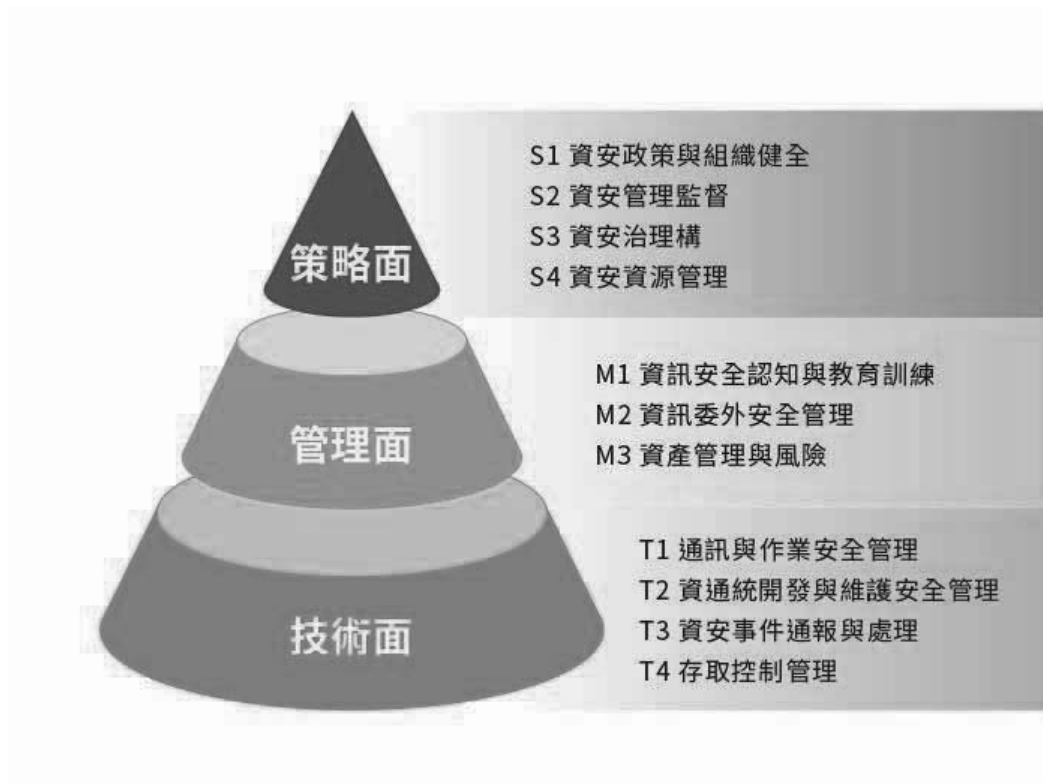 策略面
S1 資安政策與組織健全
S2 資安管理監督
S3 資安治理構
S4 資安資源管理
管理面
M1 資訊安全認知與教育訓練
M2 資訊委外安全管理
M3 資產管理與風險
技術面
T1 通訊與作業安全管理
T2 資通統開發與維護安全管理
T3 資安事件通報與處理
T4 存取控制管理